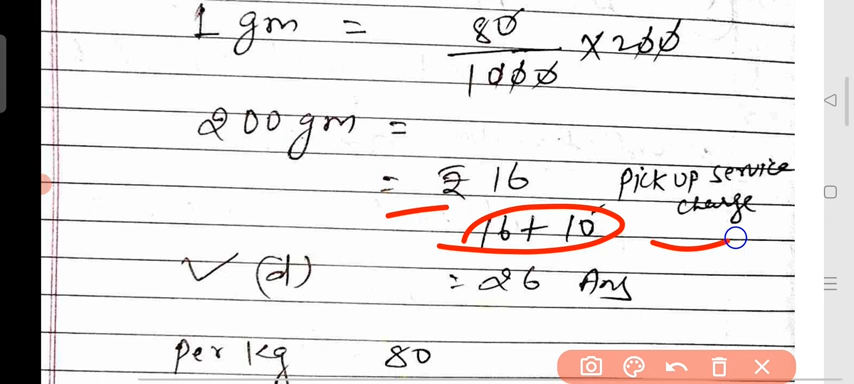 1 gm = 80/1000 × 200
200 gm =
= ₹ 16 Pick up service charge
16 + 10
✓ (d) = 26 Ans
Per kg 80